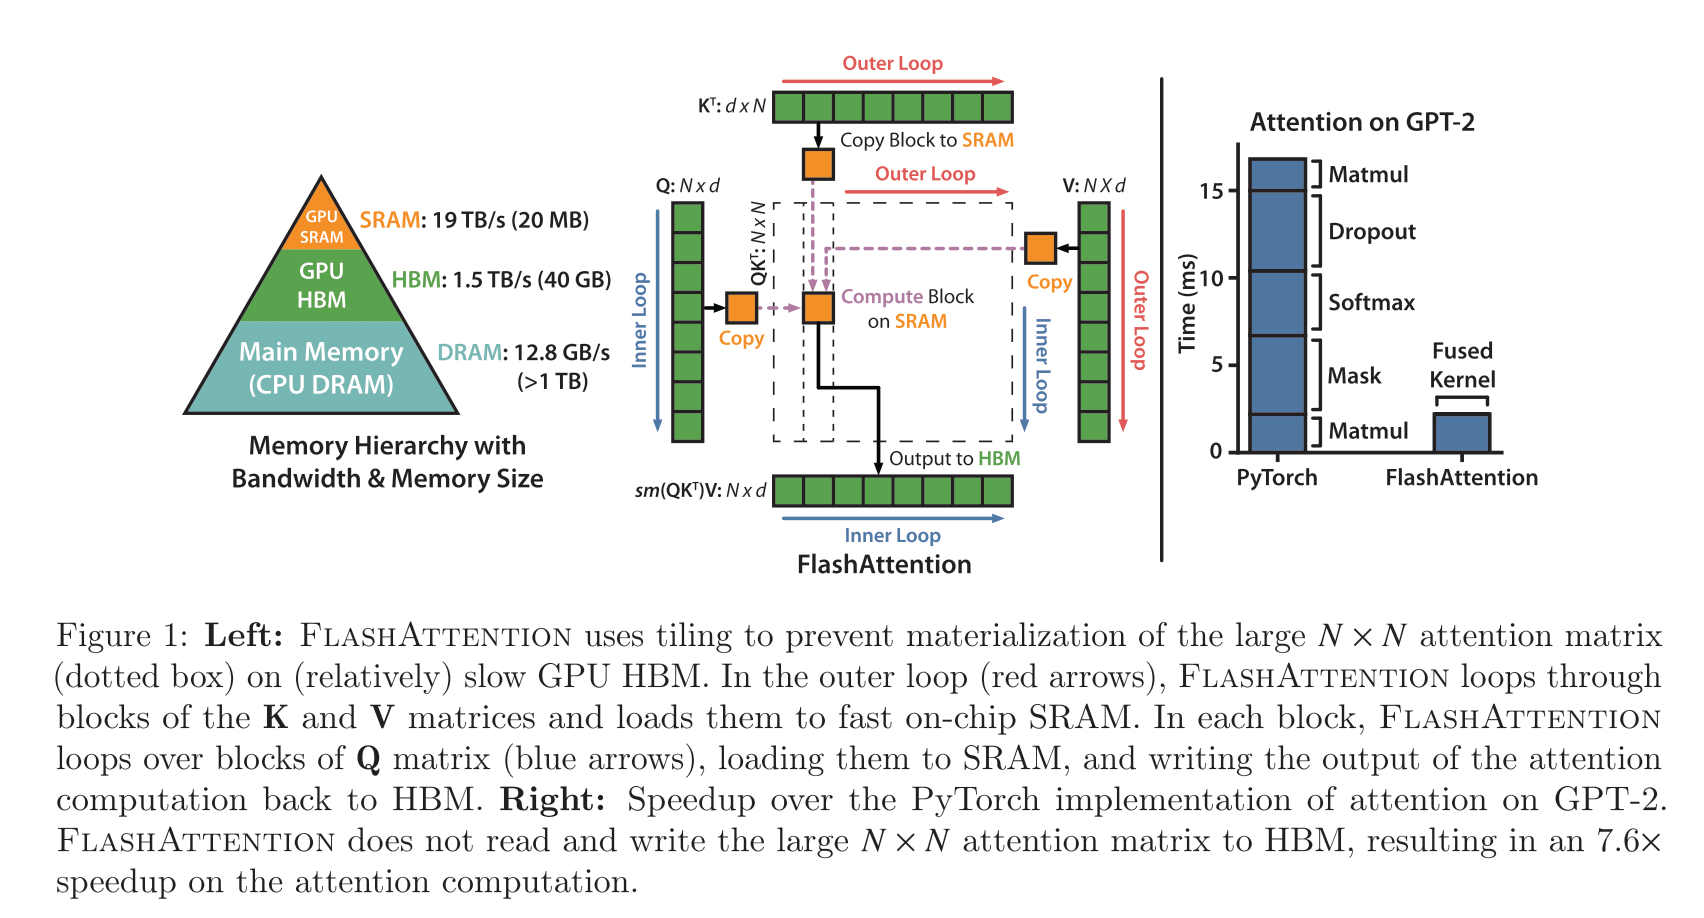 GPU
SRAM
SRAM: 19 TB/s (20 MB)
GPU
HBM
HBM: 1.5 TB/s (40 GB)
Main Memory
(CPU DRAM)
DRAM: 12.8 GB/s
(>1 TB)
Memory Hierarchy with
Bandwidth & Memory Size
Outer Loop
Kᵀ: d x N
Copy Block to SRAM
Outer Loop
Q: N x d
V: N X d
QKᵀ: N x N
Inner Loop
Copy
Compute Block
on SRAM
Copy
Inner Loop
Outer Loop
Output to HBM
sm(QKᵀ)V: N x d
Inner Loop
FlashAttention
Attention on GPT-2
Time (ms)
15
10
5
0
Matmul
Dropout
Softmax
Mask
Matmul
Fused
Kernel
PyTorch
FlashAttention
Figure 1: Left: FLASHATTENTION uses tiling to prevent materialization of the large N × N attention matrix
(dotted box) on (relatively) slow GPU HBM. In the outer loop (red arrows), FLASHATTENTION loops through
blocks of the K and V matrices and loads them to fast on-chip SRAM. In each block, FLASHATTENTION
loops over blocks of Q matrix (blue arrows), loading them to SRAM, and writing the output of the attention
computation back to HBM. Right: Speedup over the PyTorch implementation of attention on GPT-2.
FLASHATTENTION does not read and write the large N × N attention matrix to HBM, resulting in an 7.6×
speedup on the attention computation.